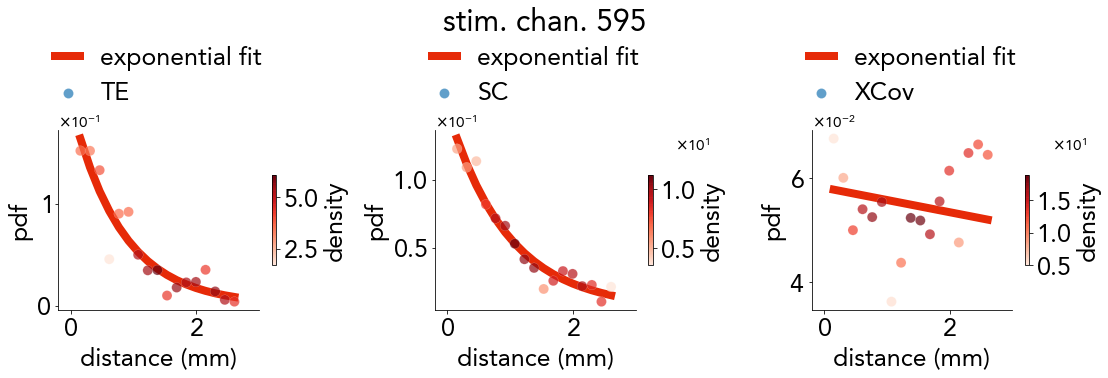 stim. chan. 595
exponential fit
TE
×10⁻¹
pdf
1
0
0
2
distance (mm)
5.0
2.5
density
exponential fit
SC
×10⁻¹
pdf
1.0
0.5
0
2
distance (mm)
×10¹
1.0
0.5
density
exponential fit
XCov
×10⁻²
pdf
6
4
0
2
distance (mm)
×10¹
1.5
1.0
0.5
density